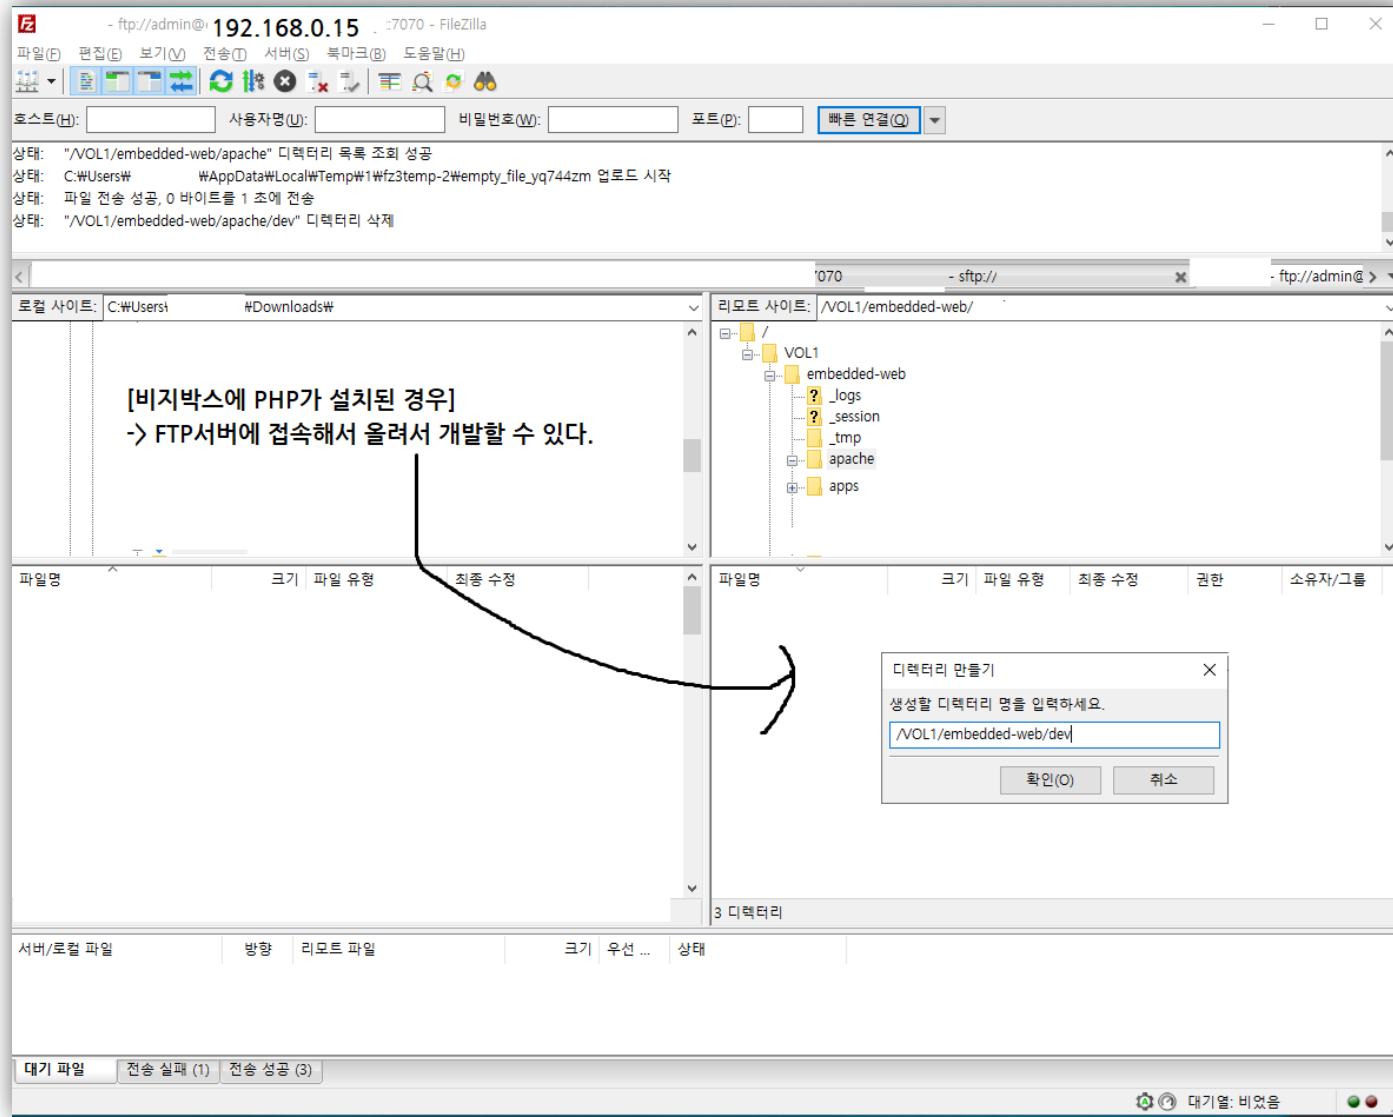 - ftp://admin@ 192.168.0.15 :7070 - FileZilla
파일(F) 편집(E) 보기(V) 전송(T) 서버(S) 북마크(B) 도움말(H)
호스트(H): 사용자명(U): 비밀번호(W): 포트(P): 빠른 연결(Q)
상태: "/VOL1/embedded-web/apache" 디렉터리 목록 조회 성공
상태: C:₩Users₩ ₩AppData₩Local₩Temp₩1₩fz3temp-2₩empty_file_yq744zm 업로드 시작
상태: 파일 전송 성공, 0 바이트를 1 초에 전송
상태: "/VOL1/embedded-web/apache/dev" 디렉터리 삭제
7070 - sftp:// - ftp://admin@
로컬 사이트: C:₩Users ₩Downloads₩
리모트 사이트: /VOL1/embedded-web/
/
VOL1
embedded-web
_logs
_session
_tmp
apache
apps
[비지박스에 PHP가 설치된 경우]
-> FTP서버에 접속해서 올려서 개발할 수 있다.
파일명 크기 파일 유형 최종 수정
파일명 크기 파일 유형 최종 수정 권한 소유자/그룹
디렉터리 만들기
생성할 디렉터리 명을 입력하세요.
/VOL1/embedded-web/dev
확인(O) 취소
3 디렉터리
서버/로컬 파일 방향 리모트 파일 크기 우선 ... 상태
대기 파일 전송 실패 (1) 전송 성공 (3)
대기열: 비었음